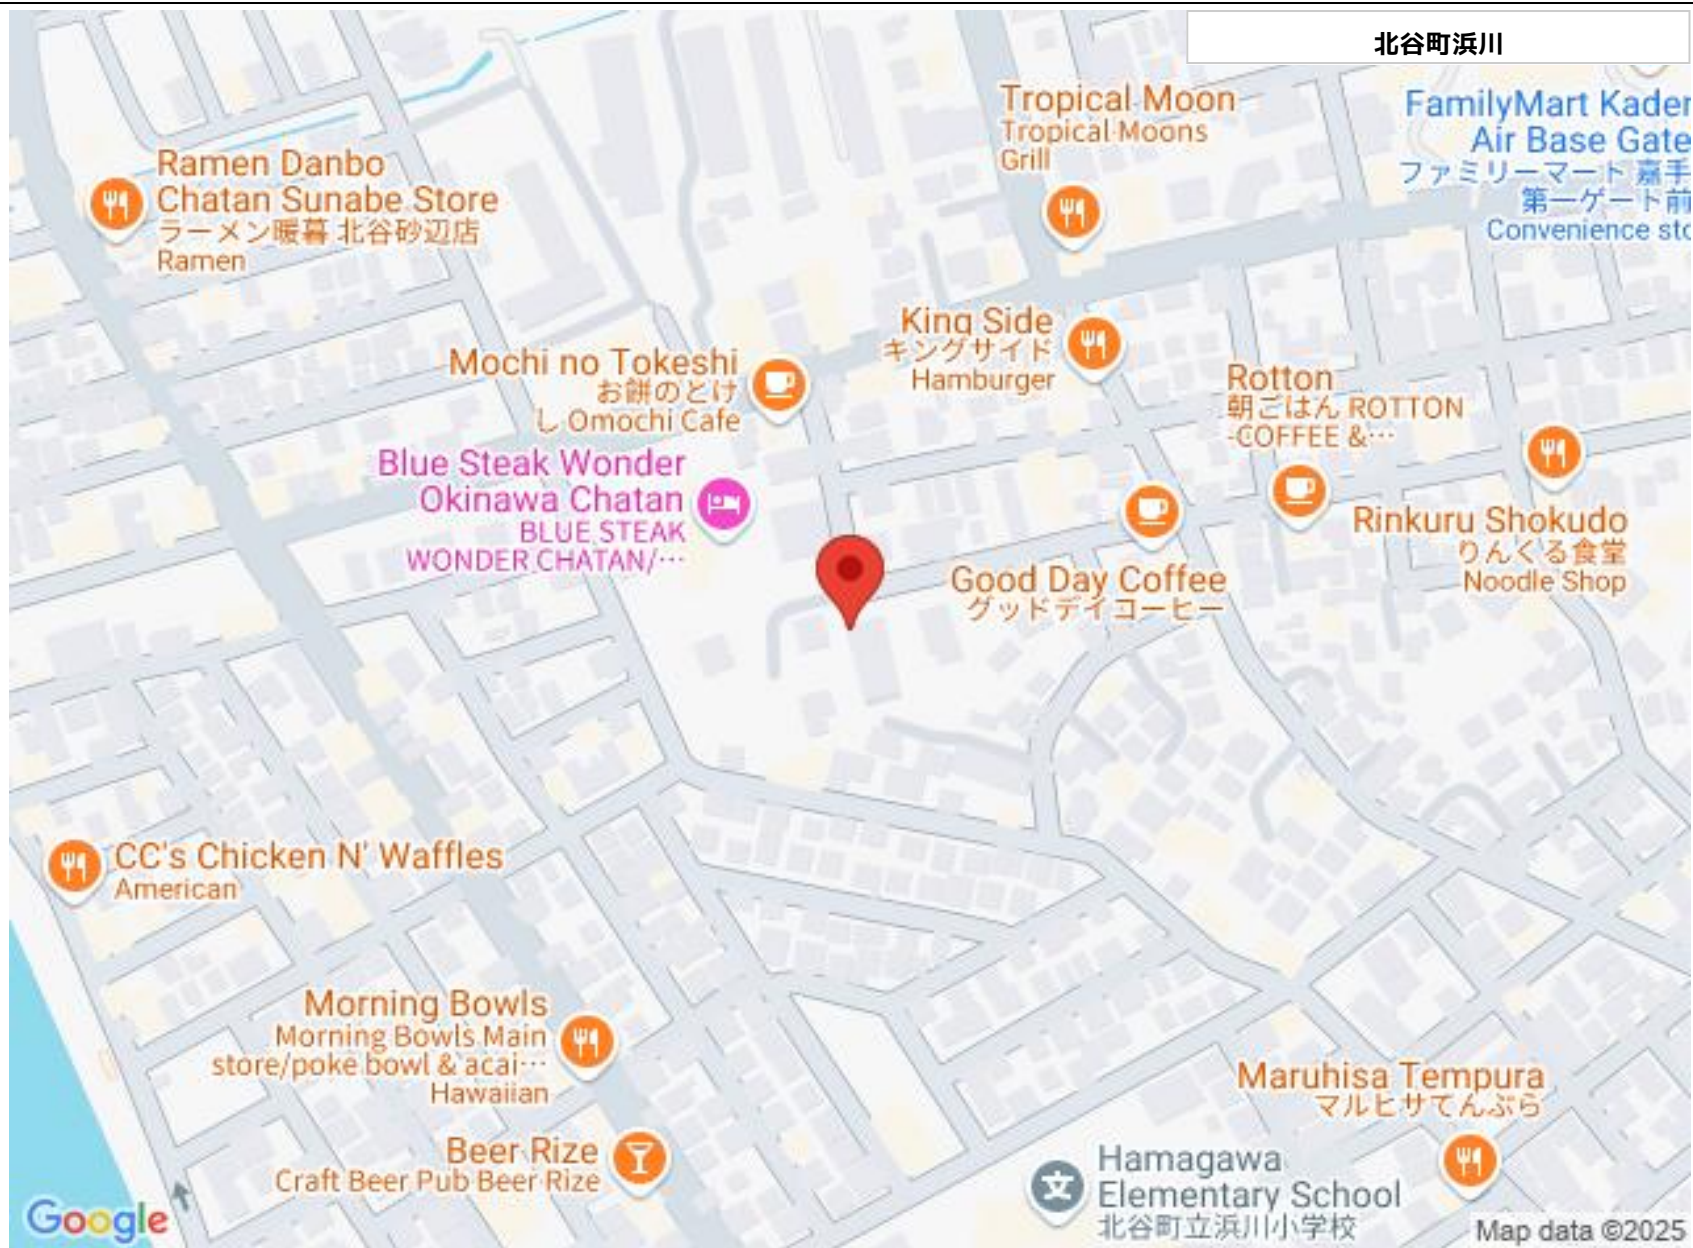 北谷町浜川
Tropical Moon
Tropical Moons
Grill
FamilyMart Kader
Air Base Gate
ファミリーマート 嘉手
第一ゲート前
Convenience sto
Ramen Danbo
Chatan Sunabe Store
ラーメン暖暮 北谷砂辺店
Ramen
King Side
キングサイド
Hamburger
Mochi no Tokeshi
お餅のとけ
し Omochi Cafe
Rotton
朝ごはん ROTTON
-COFFEE &…
Blue Steak Wonder
Okinawa Chatan
BLUE STEAK
WONDER CHATAN/…
Rinkuru Shokudo
りんくる食堂
Noodle Shop
Good Day Coffee
グッドデイコーヒー
CC's Chicken N' Waffles
American
Morning Bowls
Morning Bowls Main
store/poke bowl & acai…
Hawaiian
Maruhisa Tempura
マルヒサてんぷら
Beer Rize
Craft Beer Pub Beer Rize
Hamagawa
Elementary School
北谷町立浜川小学校
Google
Map data ©2025